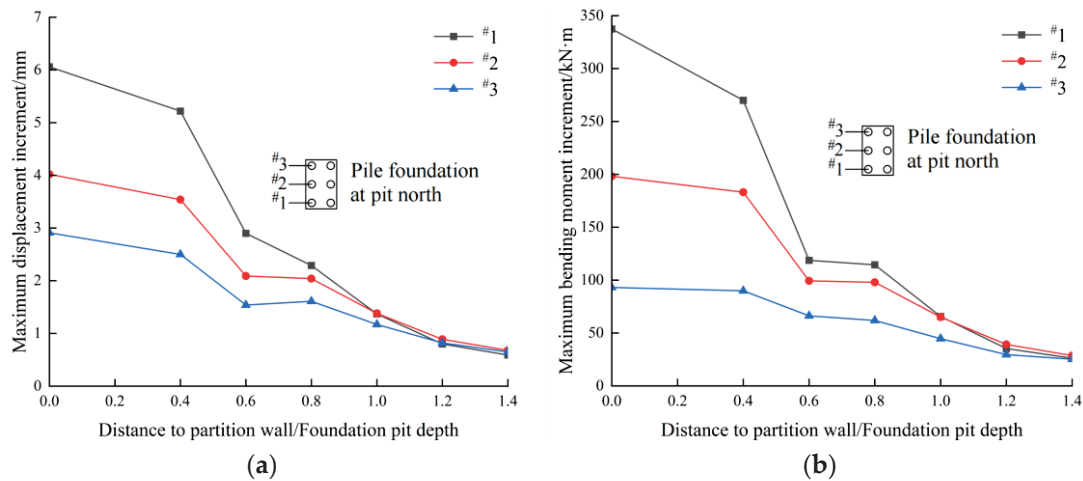 7
6
5
4
3
2
1
0
0.0 0.2 0.4 0.6 0.8 1.0 1.2 1.4
Maximum displacement increment/mm
Distance to partition wall/Foundation pit depth
#1
#2
#3
#3
#2
#1
Pile foundation
at pit north
(a)
350
300
250
200
150
100
50
0
0.0 0.2 0.4 0.6 0.8 1.0 1.2 1.4
Maximum bending moment increment/kN·m
Distance to partition wall/Foundation pit depth
#1
#2
#3
#3
#2
#1
Pile foundation
at pit north
(b)